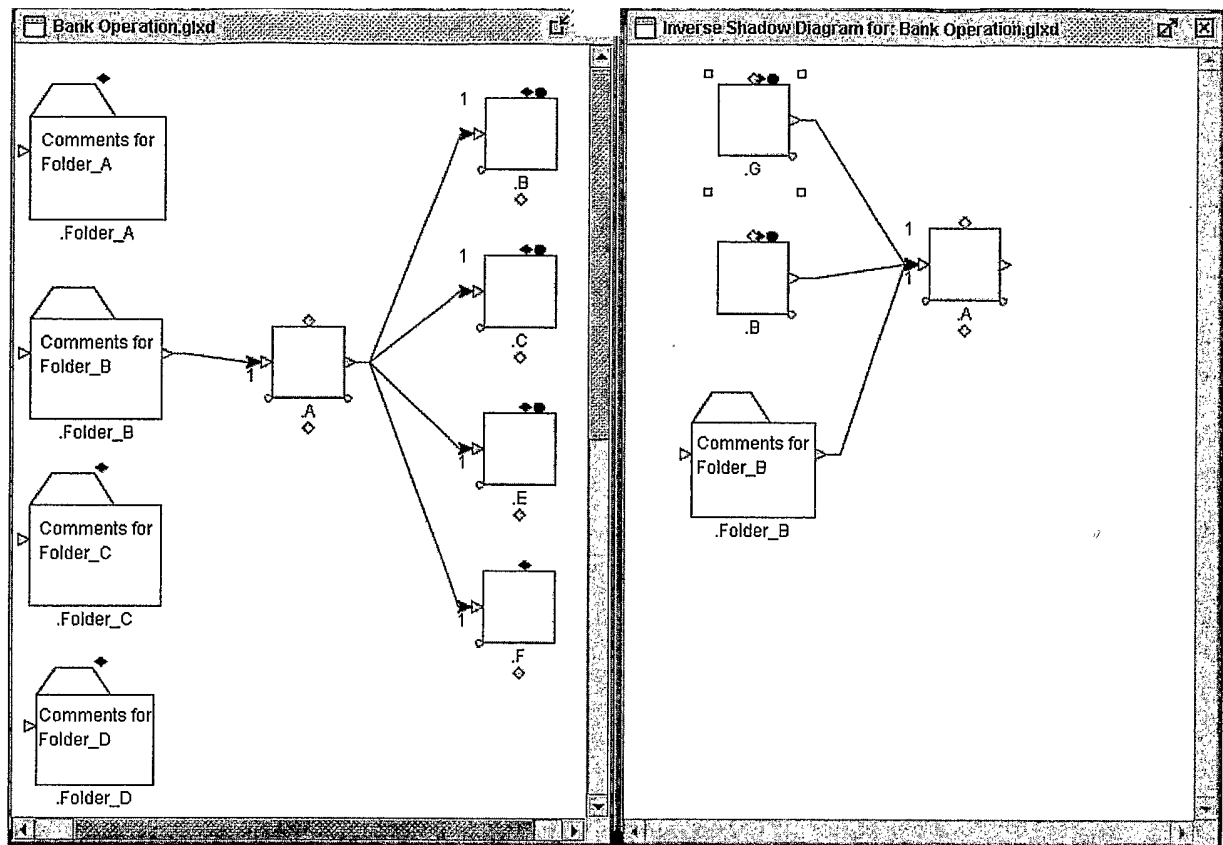 Bank Operation.glxd
Comments for
Folder_A
.Folder_A
Comments for
Folder_B
.Folder_B
Comments for
Folder_C
.Folder_C
Comments for
Folder_D
.Folder_D
1
.A
1
.B
1
.C
1
.E
1
.F
Inverse Shadow Diagram for: Bank Operation.glxd
.G
.B
Comments for
Folder_B
.Folder_B
1
1
.A